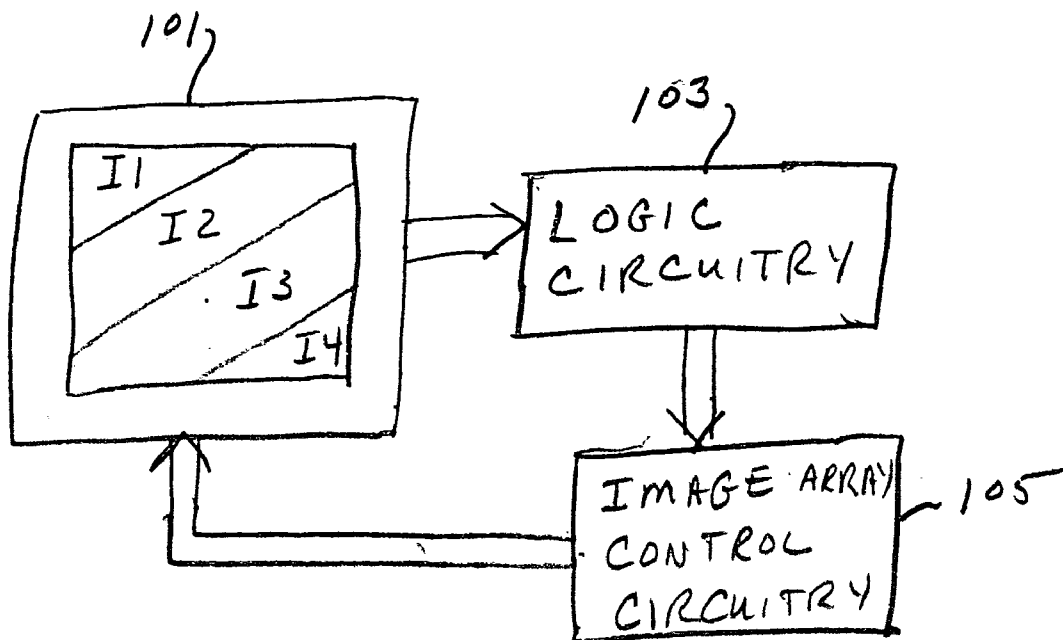 101
103
I1
I2
I3
I4
LOGIC
CIRCUITRY
IMAGE ARRAY
CONTROL
CIRCUITRY
105